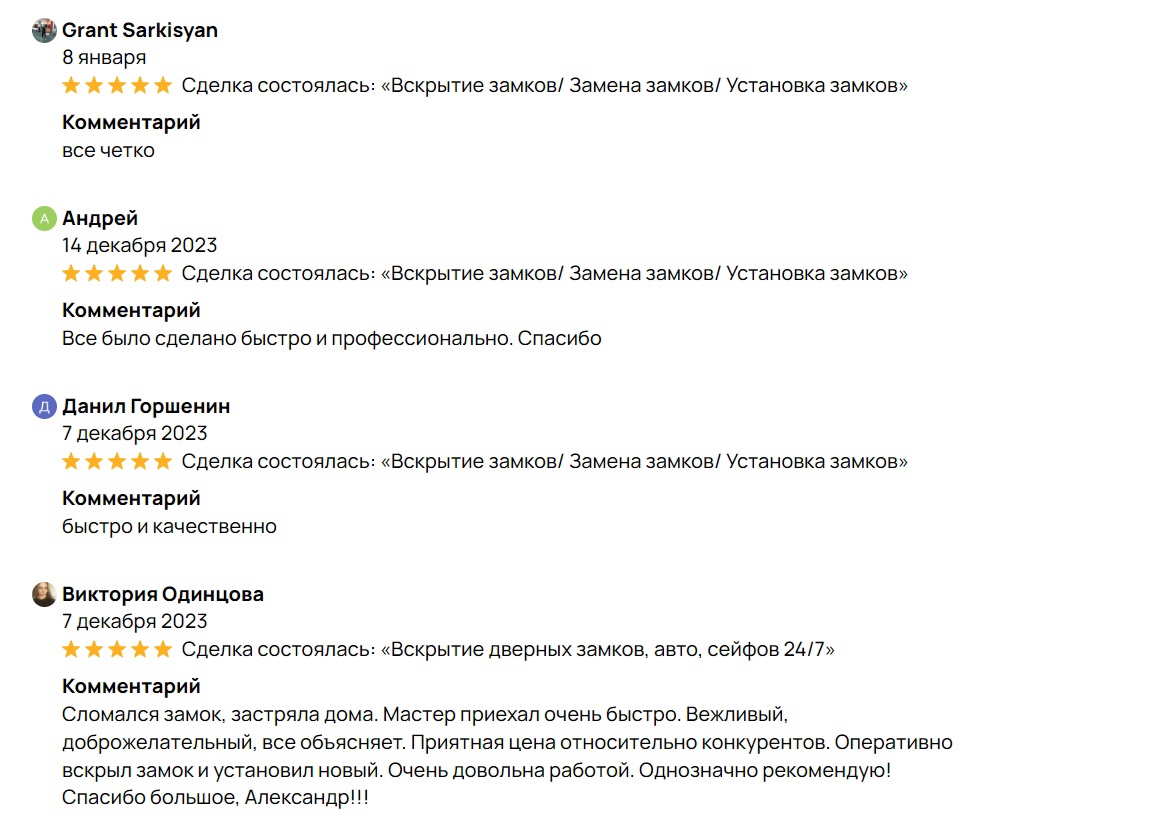 Grant Sarkisyan
8 января
Сделка состоялась: «Вскрытие замков/ Замена замков/ Установка замков»
Комментарий
все четко
А
Андрей
14 декабря 2023
Сделка состоялась: «Вскрытие замков/ Замена замков/ Установка замков»
Комментарий
Все было сделано быстро и профессионально. Спасибо
Д
Данил Горшенин
7 декабря 2023
Сделка состоялась: «Вскрытие замков/ Замена замков/ Установка замков»
Комментарий
быстро и качественно
Виктория Одинцова
7 декабря 2023
Сделка состоялась: «Вскрытие дверных замков, авто, сейфов 24/7»
Комментарий
Сломался замок, застряла дома. Мастер приехал очень быстро. Вежливый,
доброжелательный, все объясняет. Приятная цена относительно конкурентов. Оперативно
вскрыл замок и установил новый. Очень довольна работой. Однозначно рекомендую!
Спасибо большое, Александр!!!